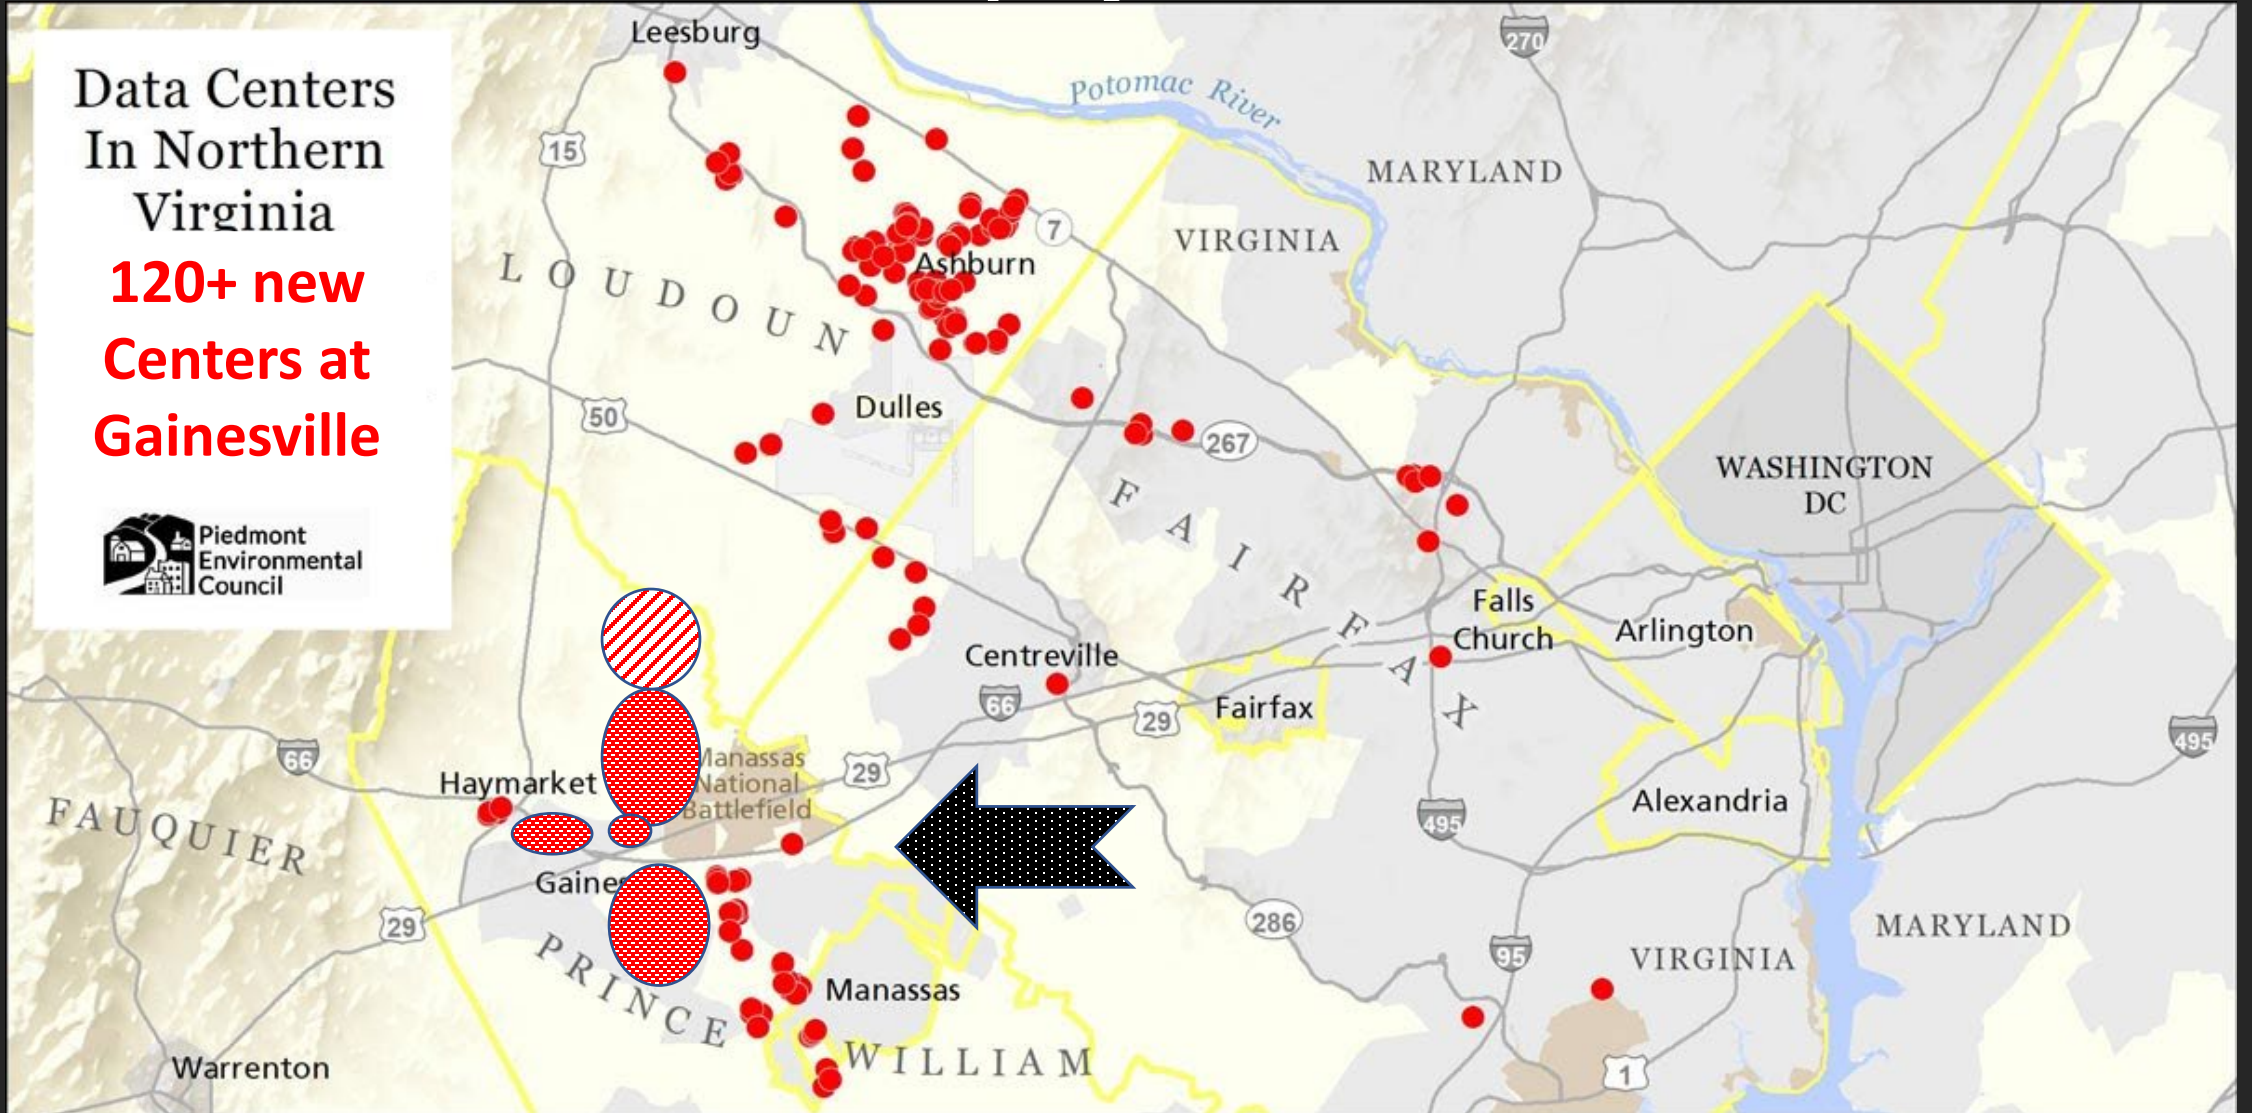 Data Centers
In Northern
Virginia
120+ new
Centers at
Gainesville
Piedmont
Environmental
Council
Leesburg
270
Potomac River
15
MARYLAND
7
VIRGINIA
Ashburn
LOUDOUN
50
Dulles
267
WASHINGTON
DC
FAIRFAX
Falls
Church
Arlington
Centreville
66
29
Fairfax
495
66
Haymarket
Manassas
National
Battlefield
29
495
Alexandria
FAUQUIER
Gaines
29
286
95
VIRGINIA
MARYLAND
PRINCE
Manassas
WILLIAM
Warrenton
1